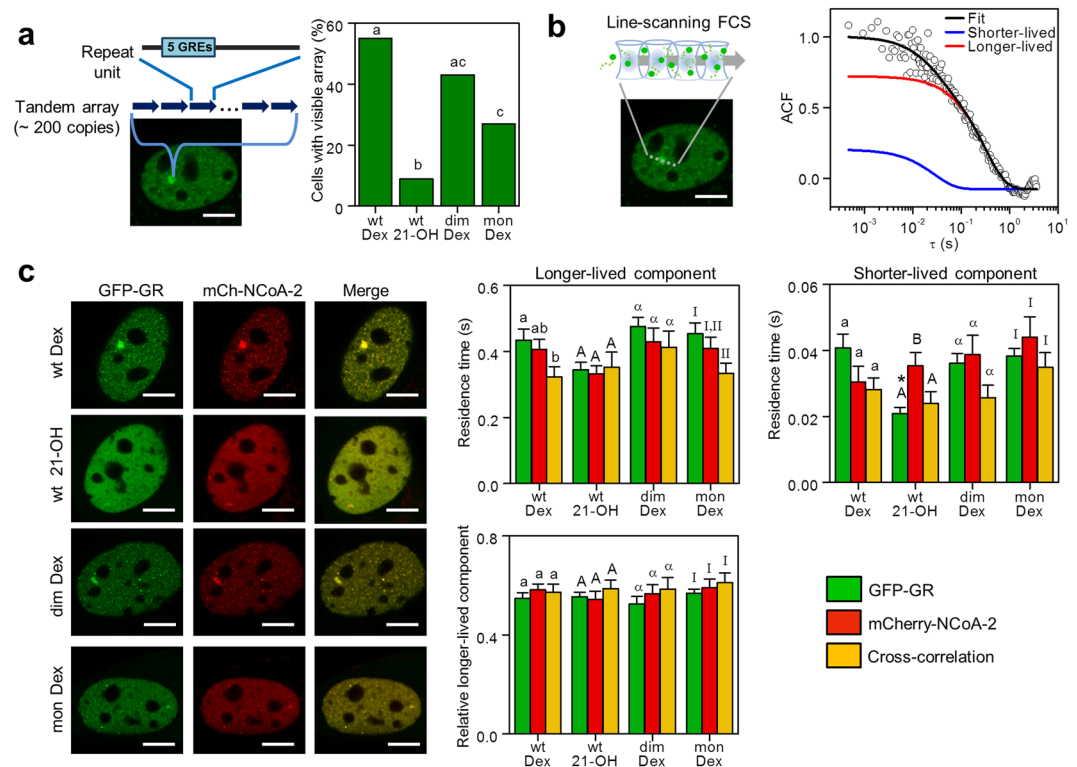 a
Repeat
unit
5 GREs
Tandem array
(~ 200 copies)
...
Cells with visible array (%)
60
40
20
0
a
b
ac
c
wt
Dex
wt
21-OH
dim
Dex
mon
Dex
b
Line-scanning FCS
ACF
1.0
0.5
0.0
Fit
Shorter-lived
Longer-lived
10⁻³
10⁻²
10⁻¹
10⁰
10¹
τ (s)
c
GFP-GR
mCh-NCoA-2
Merge
wt Dex
wt 21-OH
dim Dex
mon Dex
Longer-lived component
Residence time (s)
0.6
0.4
0.2
0.0
a ab b
A A A
α α α
I I,II II
wt
Dex
wt
21-OH
dim
Dex
mon
Dex
Shorter-lived component
Residence time (s)
0.06
0.04
0.02
0.00
a a a
*
A B A
α α α
I I I
wt
Dex
wt
21-OH
dim
Dex
mon
Dex
Relative longer-lived component
0.8
0.4
0.0
a a a
A A A
α α α
I I I
wt
Dex
wt
21-OH
dim
Dex
mon
Dex
GFP-GR
mCherry-NCoA-2
Cross-correlation